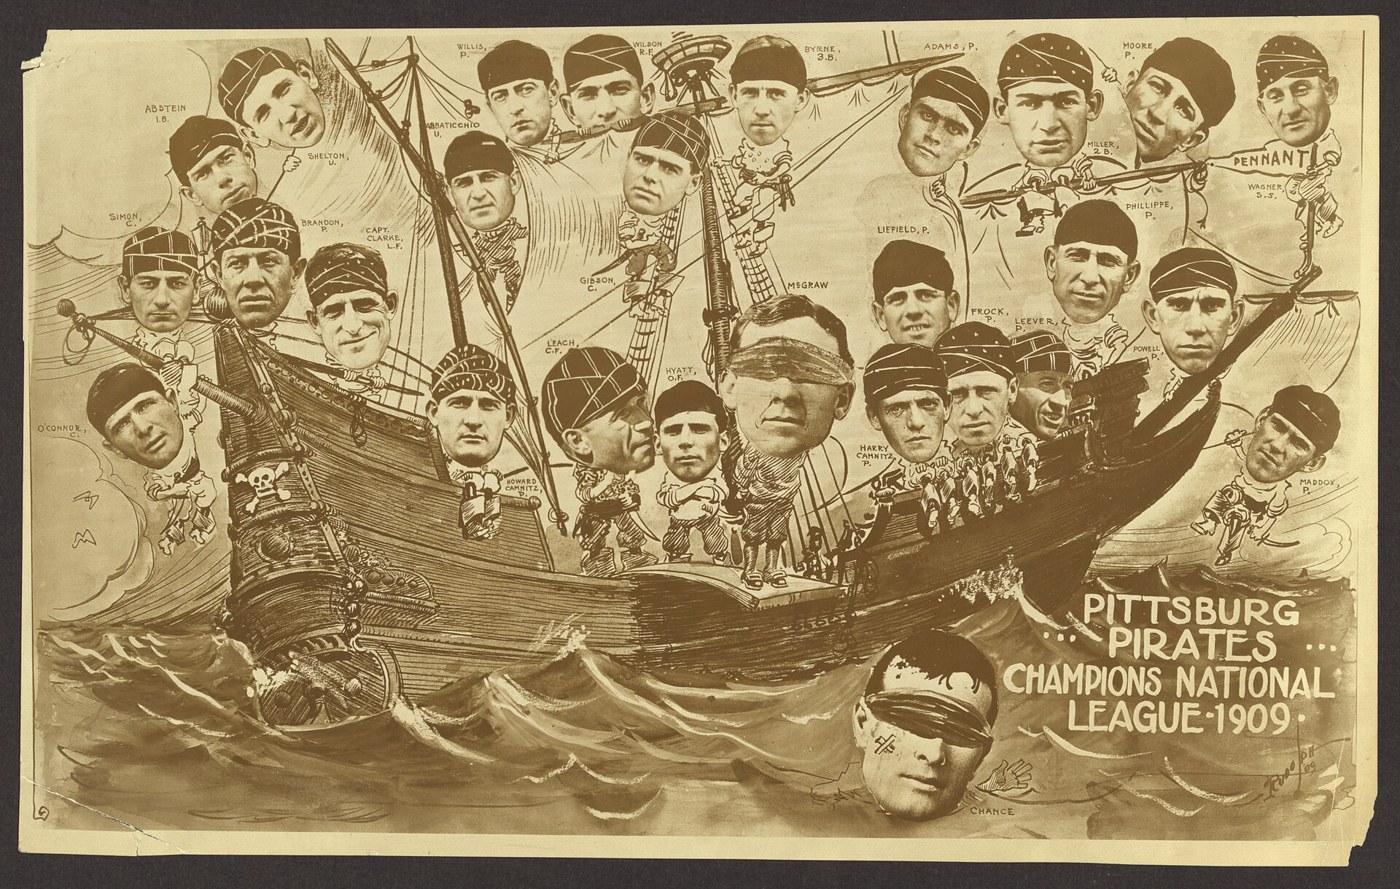 ABSTEIN
1.B.
SHELTON,
U.
WILLIS,
P.
WILSON
R.F.
BYRNE,
3.B.
ADAMS, P.
MOORE,
P.
ABBATICCHIO
U.
MILLER,
2 B.
PENNANT
WAGNER,
S.S.
SIMON,
C.
BRANDON,
P.
CAPT.
CLARKE,
L.F.
GIBSON,
C.
LIEFIELD, P.
PHILLIPPE,
P.
McGRAW
LEACH,
C.F.
HYATT,
O.F.
FROCK,
P.
LEEVER,
P.
POWELL
P.
O'CONNOR,
C.
HOWARD
CAMNITZ,
P.
HARRY
CAMNITZ,
P.
MADDOX,
P.
PITTSBURG
... PIRATES ...
CHAMPIONS NATIONAL
LEAGUE·1909·
CHANCE
09